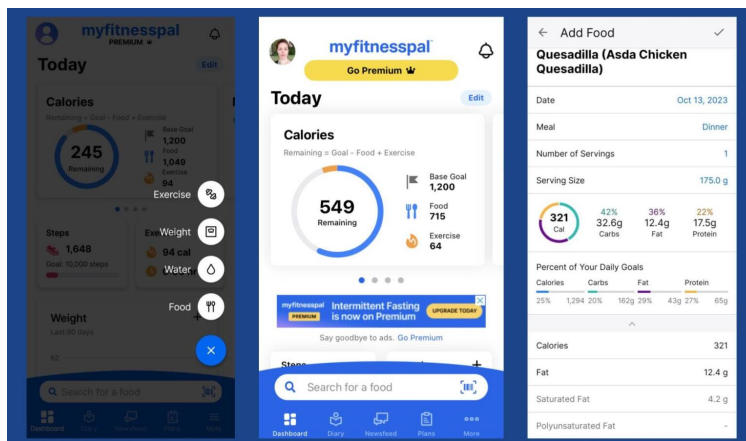 myfitnesspal
PREMIUM
Today
Edit
Calories
Remaining = Goal - Food + Exercise
245
Remaining
Base Goal
1,200
Food
1,049
Exercise
94
Exercise
Weight
Water
Food
Steps
1,648
Goal: 10,000 steps
94 cal
Weight
Last 90 days
62
Search for a food
Dashboard
Diary
Newsfeed
Plans
More
myfitnesspal
Go Premium
Today
Edit
Calories
Remaining = Goal - Food + Exercise
549
Remaining
Base Goal
1,200
Food
715
Exercise
64
myfitnesspal
PREMIUM
Intermittent Fasting
is now on Premium
UPGRADE TODAY
Say goodbye to ads. Go Premium
Steps
Search for a food
Dashboard
Diary
Newsfeed
Plans
More
Add Food
Quesadilla (Asda Chicken
Quesadilla)
Date Oct 13, 2023
Meal Dinner
Number of Servings 1
Serving Size 175.0 g
321
Cal
42% 36% 22%
32.6g 12.4g 17.5g
Carbs Fat Protein
Percent of Your Daily Goals
Calories Carbs Fat Protein
25% 1,294 20% 162g 29% 43g 27% 65g
Calories 321
Fat 12.4 g
Saturated Fat 4.2 g
Polyunsaturated Fat -